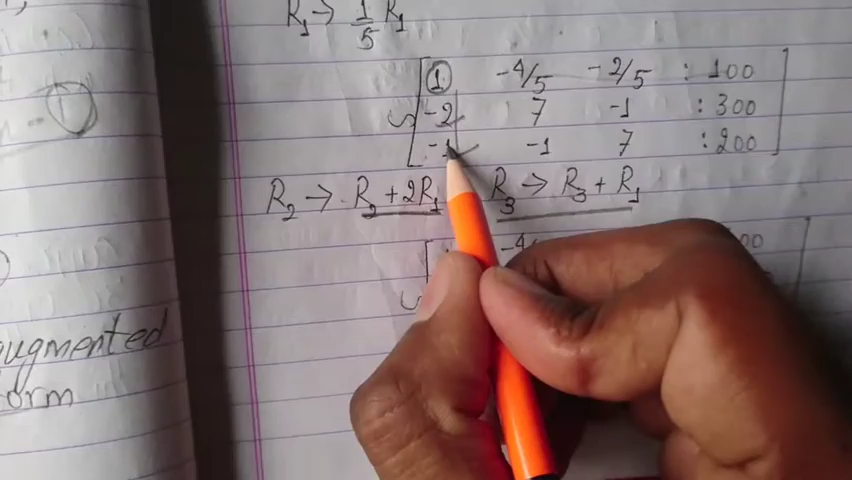 R₁ → 1/5 R₁
1 -4/5 -2/5 : 100
~ -2 7 -1 : 300
-1 -1 7 : 200
R₂ → R₂ + 2R₁ R₃ → R₃ + R₁
~
augmented
form